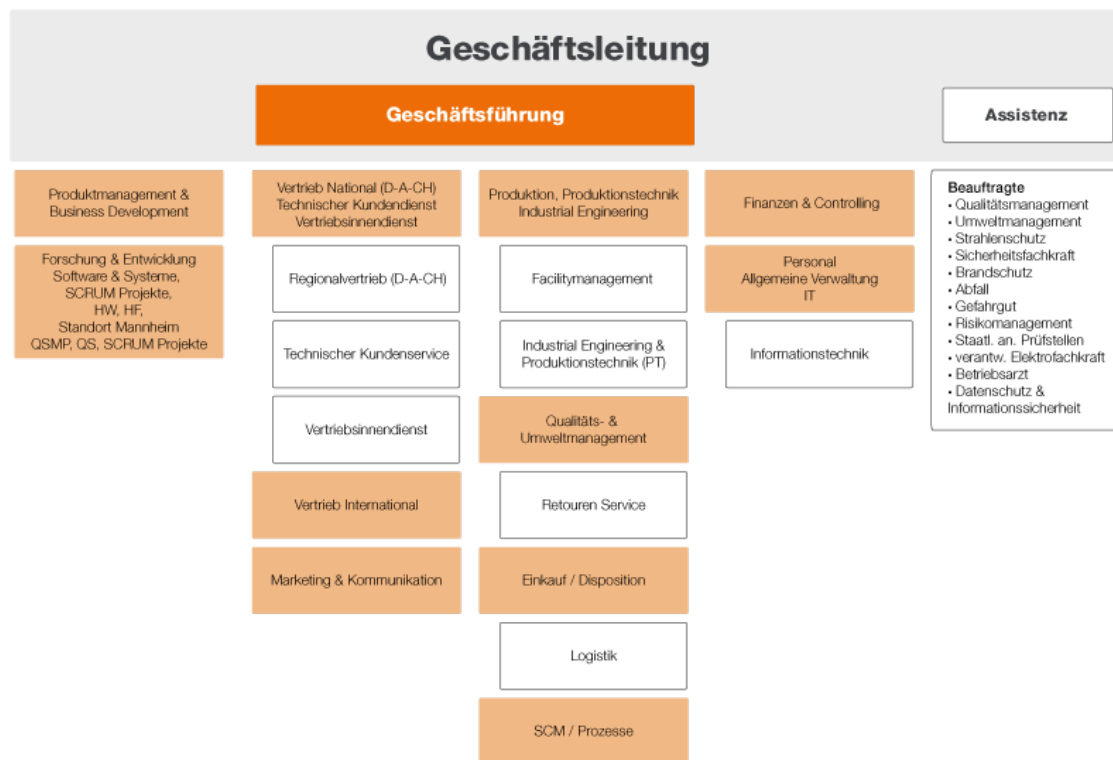 Geschäftsleitung
Geschäftsführung
Assistenz
Produktmanagement &
Business Development
Forschung & Entwicklung
Software & Systeme,
SCRUM Projekte,
HW, HF,
Standort Mannheim
QSMP, QS, SCRUM Projekte
Vertrieb National (D-A-CH)
Technischer Kundendienst
Vertriebsinnendienst
Regionalvertrieb (D-A-CH)
Technischer Kundenservice
Vertriebsinnendienst
Vertrieb International
Marketing & Kommunikation
Produktion, Produktionstechnik
Industrial Engineering
Facilitymanagement
Industrial Engineering &
Produktionstechnik (PT)
Qualitäts- &
Umweltmanagement
Retouren Service
Einkauf / Disposition
Logistik
SCM / Prozesse
Finanzen & Controlling
Personal
Allgemeine Verwaltung
IT
Informationstechnik
Beauftragte
• Qualitätsmanagement
• Umweltmanagement
• Strahlenschutz
• Sicherheitsfachkraft
• Brandschutz
• Abfall
• Gefahrgut
• Risikomanagement
• Staatl. an. Prüfstellen
• verantw. Elektrofachkraft
• Betriebsarzt
• Datenschutz &
Informationssicherheit